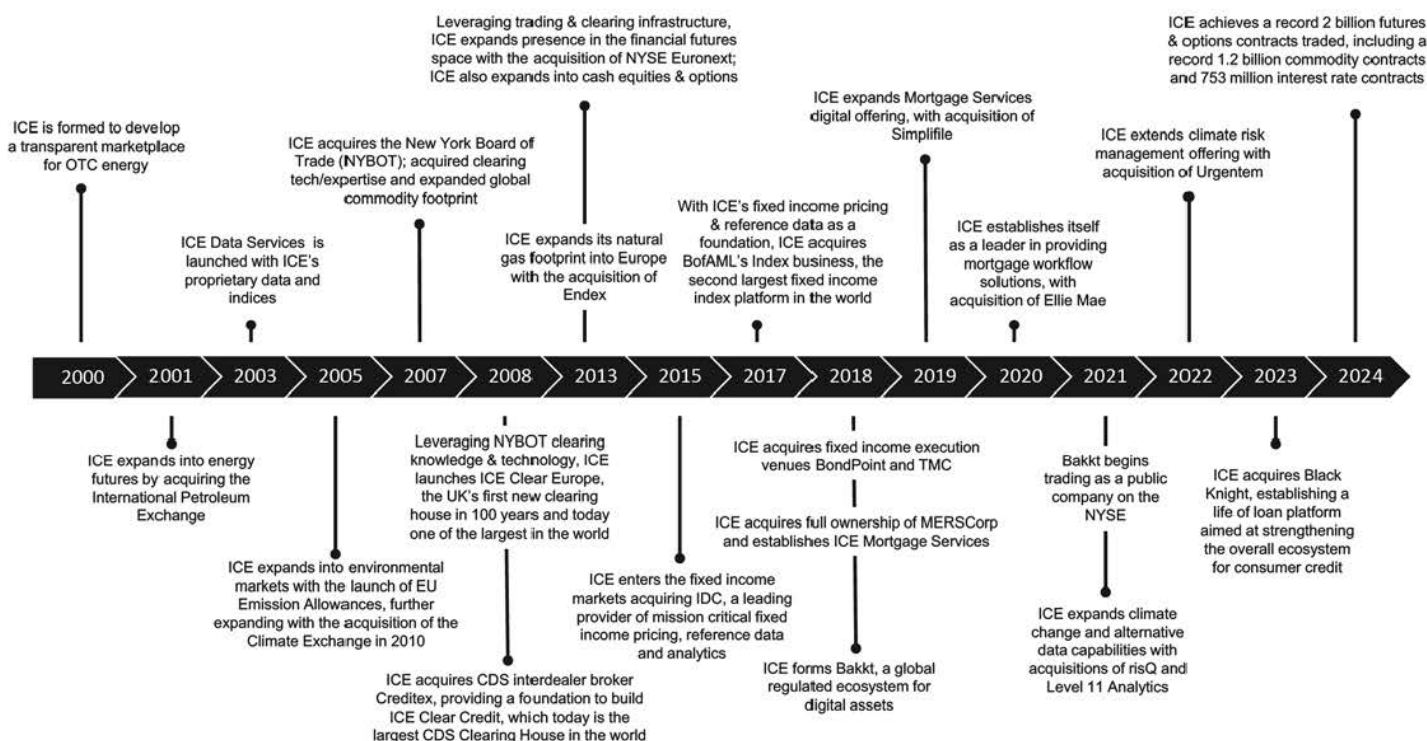 Leveraging trading & clearing infrastructure,
ICE expands presence in the financial futures
space with the acquisition of NYSE Euronext;
ICE also expands into cash equities & options
ICE achieves a record 2 billion futures
& options contracts traded, including a
record 1.2 billion commodity contracts
and 753 million interest rate contracts
ICE expands Mortgage Services
digital offering, with acquisition of
Simplifile
ICE is formed to develop
a transparent marketplace
for OTC energy
ICE acquires the New York Board of
Trade (NYBOT); acquired clearing
tech/expertise and expanded global
commodity footprint
ICE extends climate risk
management offering with
acquisition of Urgentem
ICE Data Services is
launched with ICE's
proprietary data and
indices
ICE expands its natural
gas footprint into Europe
with the acquisition of
Endex
With ICE's fixed income pricing
& reference data as a
foundation, ICE acquires
BofAML's Index business, the
second largest fixed income
index platform in the world
ICE establishes itself
as a leader in providing
mortgage workflow
solutions, with
acquisition of Ellie Mae
2000
2001
2003
2005
2007
2008
2013
2015
2017
2018
2019
2020
2021
2022
2023
2024
ICE expands into energy
futures by acquiring the
International Petroleum
Exchange
ICE expands into environmental
markets with the launch of EU
Emission Allowances, further
expanding with the acquisition of the
Climate Exchange in 2010
Leveraging NYBOT clearing
knowledge & technology, ICE
launches ICE Clear Europe,
the UK's first new clearing
house in 100 years and today
one of the largest in the world
ICE acquires CDS interdealer broker
Creditex, providing a foundation to build
ICE Clear Credit, which today is the
largest CDS Clearing House in the world
ICE enters the fixed income
markets acquiring IDC, a leading
provider of mission critical fixed
income pricing, reference data
and analytics
ICE acquires fixed income execution
venues BondPoint and TMC
ICE acquires full ownership of MERSCorp
and establishes ICE Mortgage Services
ICE forms Bakkt, a global
regulated ecosystem for
digital assets
Bakkt begins
trading as a public
company on the
NYSE
ICE expands climate
change and alternative
data capabilities with
acquisitions of risQ and
Level 11 Analytics
ICE acquires Black
Knight, establishing a
life of loan platform
aimed at strengthening
the overall ecosystem
for consumer credit